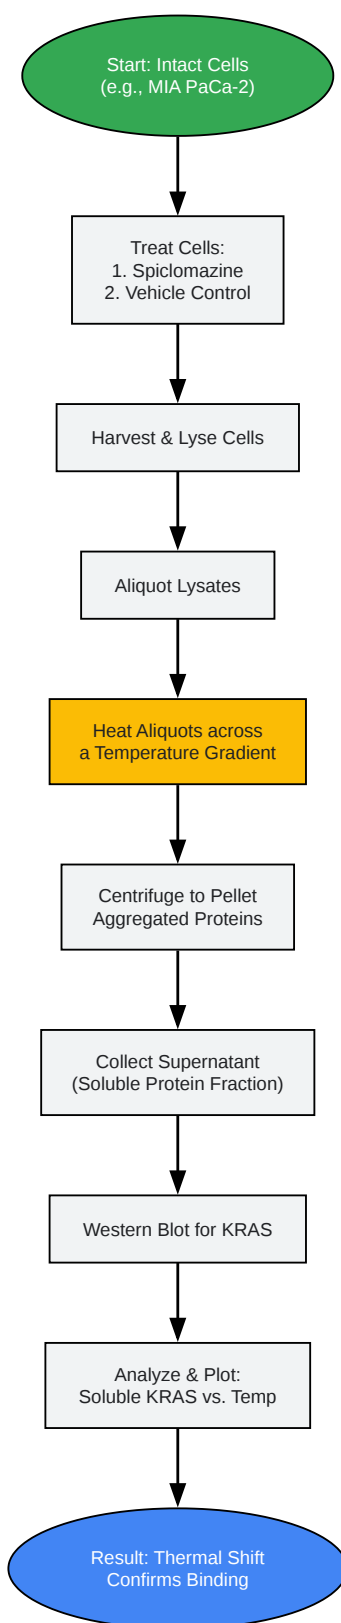 Start: Intact Cells
(e.g., MIA PaCa-2)
Treat Cells:
1. Spiclomazine
2. Vehicle Control
Harvest & Lyse Cells
Aliquot Lysates
Heat Aliquots across
a Temperature Gradient
Centrifuge to Pellet
Aggregated Proteins
Collect Supernatant
(Soluble Protein Fraction)
Western Blot for KRAS
Analyze & Plot:
Soluble KRAS vs. Temp
Result: Thermal Shift
Confirms Binding